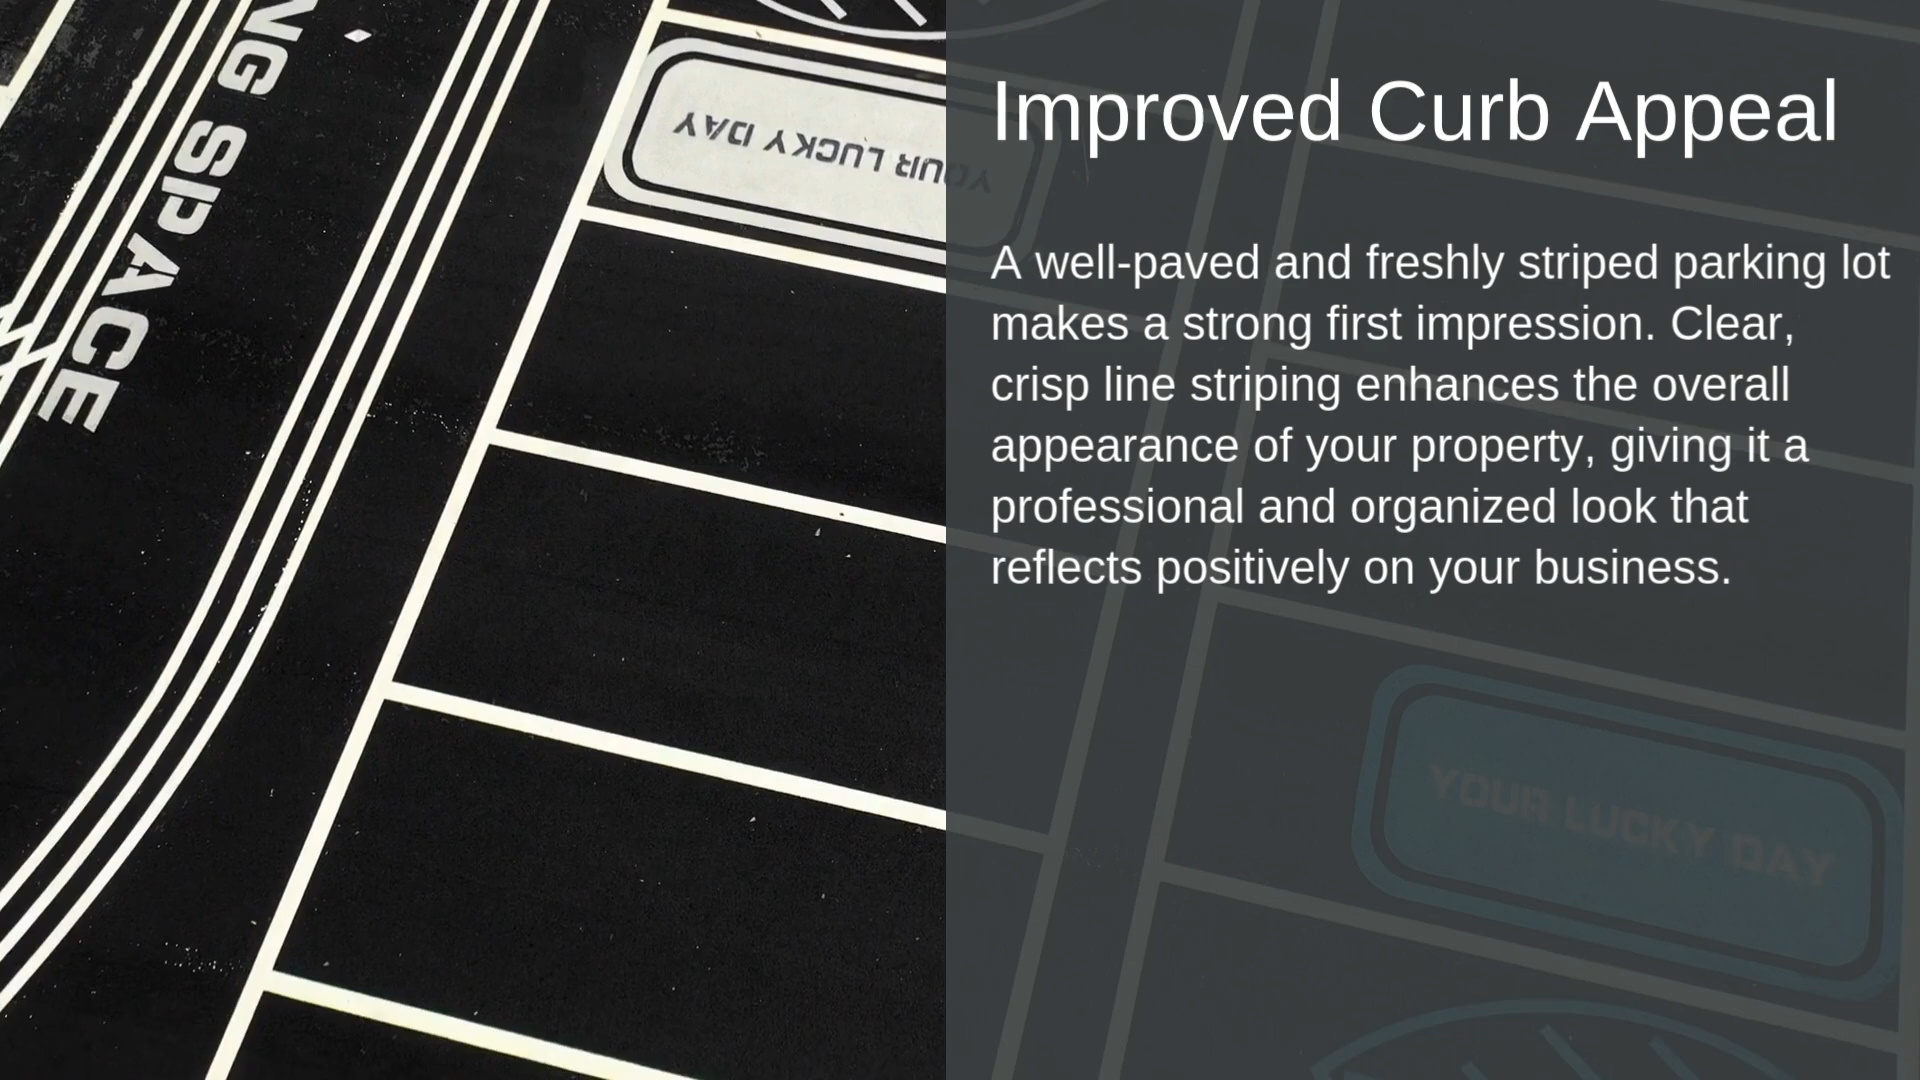 NG SPACE
YOUR LUCKY DAY
Improved Curb Appeal
A well-paved and freshly striped parking lot
makes a strong first impression. Clear,
crisp line striping enhances the overall
appearance of your property, giving it a
professional and organized look that
reflects positively on your business.
YOUR LUCKY DAY